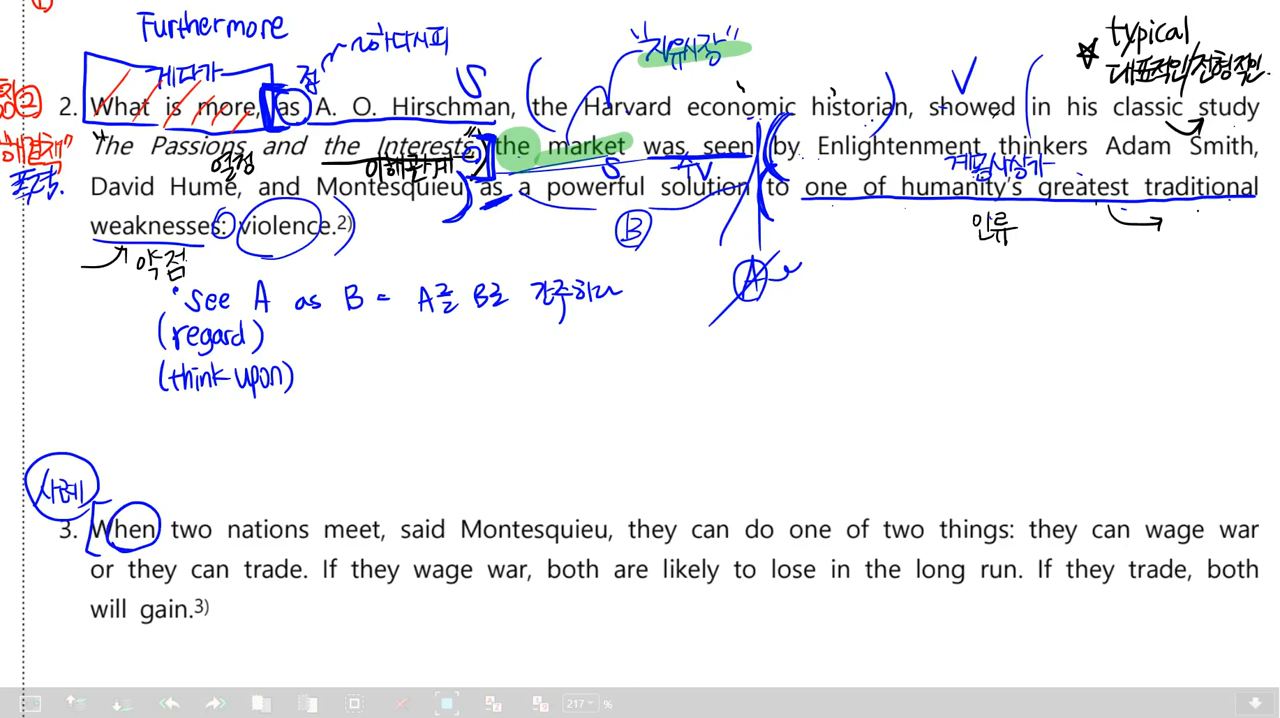 Furthermore
~하다시피
"자유시장"
typical
대표적인/전형적인
게다가
점
S
V
2. What is more, as A. O. Hirschman, the Harvard economic historian, showed in his classic study
해결책"
The Passions and the Interests, the market was seen by Enlightenment thinkers Adam Smith,
열정
이해관계
S
V
계몽사상가
David Hume, and Montesquieu as a powerful solution to one of humanity's greatest traditional
B
인류
weaknesses: violence.2)
약점
A
see A as B = A를 B로 간주하다
(regard)
(think upon)
사례
3. When two nations meet, said Montesquieu, they can do one of two things: they can wage war
or they can trade. If they wage war, both are likely to lose in the long run. If they trade, both
will gain.3)
217 %